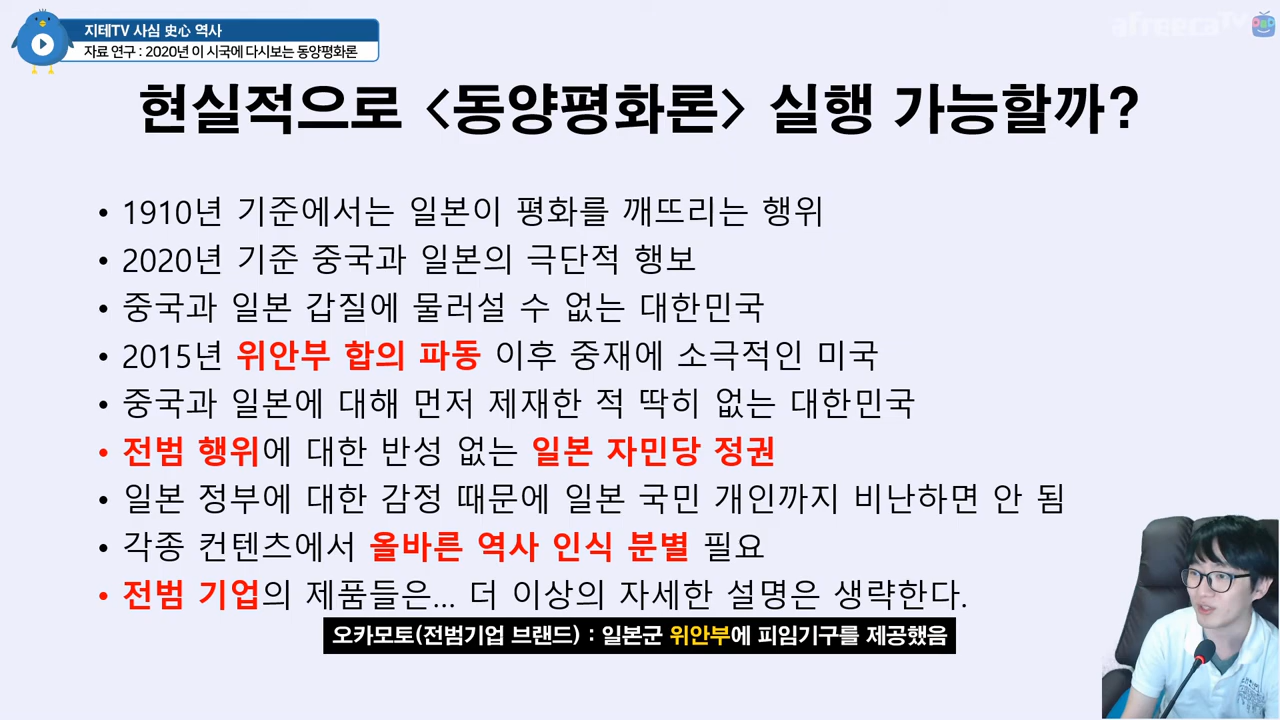 지테TV 사심 史心 역사
자료 연구 : 2020년 이 시국에 다시보는 동양평화론
afreecaTV
현실적으로 <동양평화론> 실행 가능할까?
• 1910년 기준에서는 일본이 평화를 깨뜨리는 행위
• 2020년 기준 중국과 일본의 극단적 행보
• 중국과 일본 갑질에 물러설 수 없는 대한민국
• 2015년 위안부 합의 파동 이후 중재에 소극적인 미국
• 중국과 일본에 대해 먼저 제재한 적 딱히 없는 대한민국
• 전범 행위에 대한 반성 없는 일본 자민당 정권
• 일본 정부에 대한 감정 때문에 일본 국민 개인까지 비난하면 안 됨
• 각종 컨텐츠에서 올바른 역사 인식 분별 필요
• 전범 기업의 제품들은... 더 이상의 자세한 설명은 생략한다.
오카모토(전범기업 브랜드) : 일본군 위안부에 피임기구를 제공했음